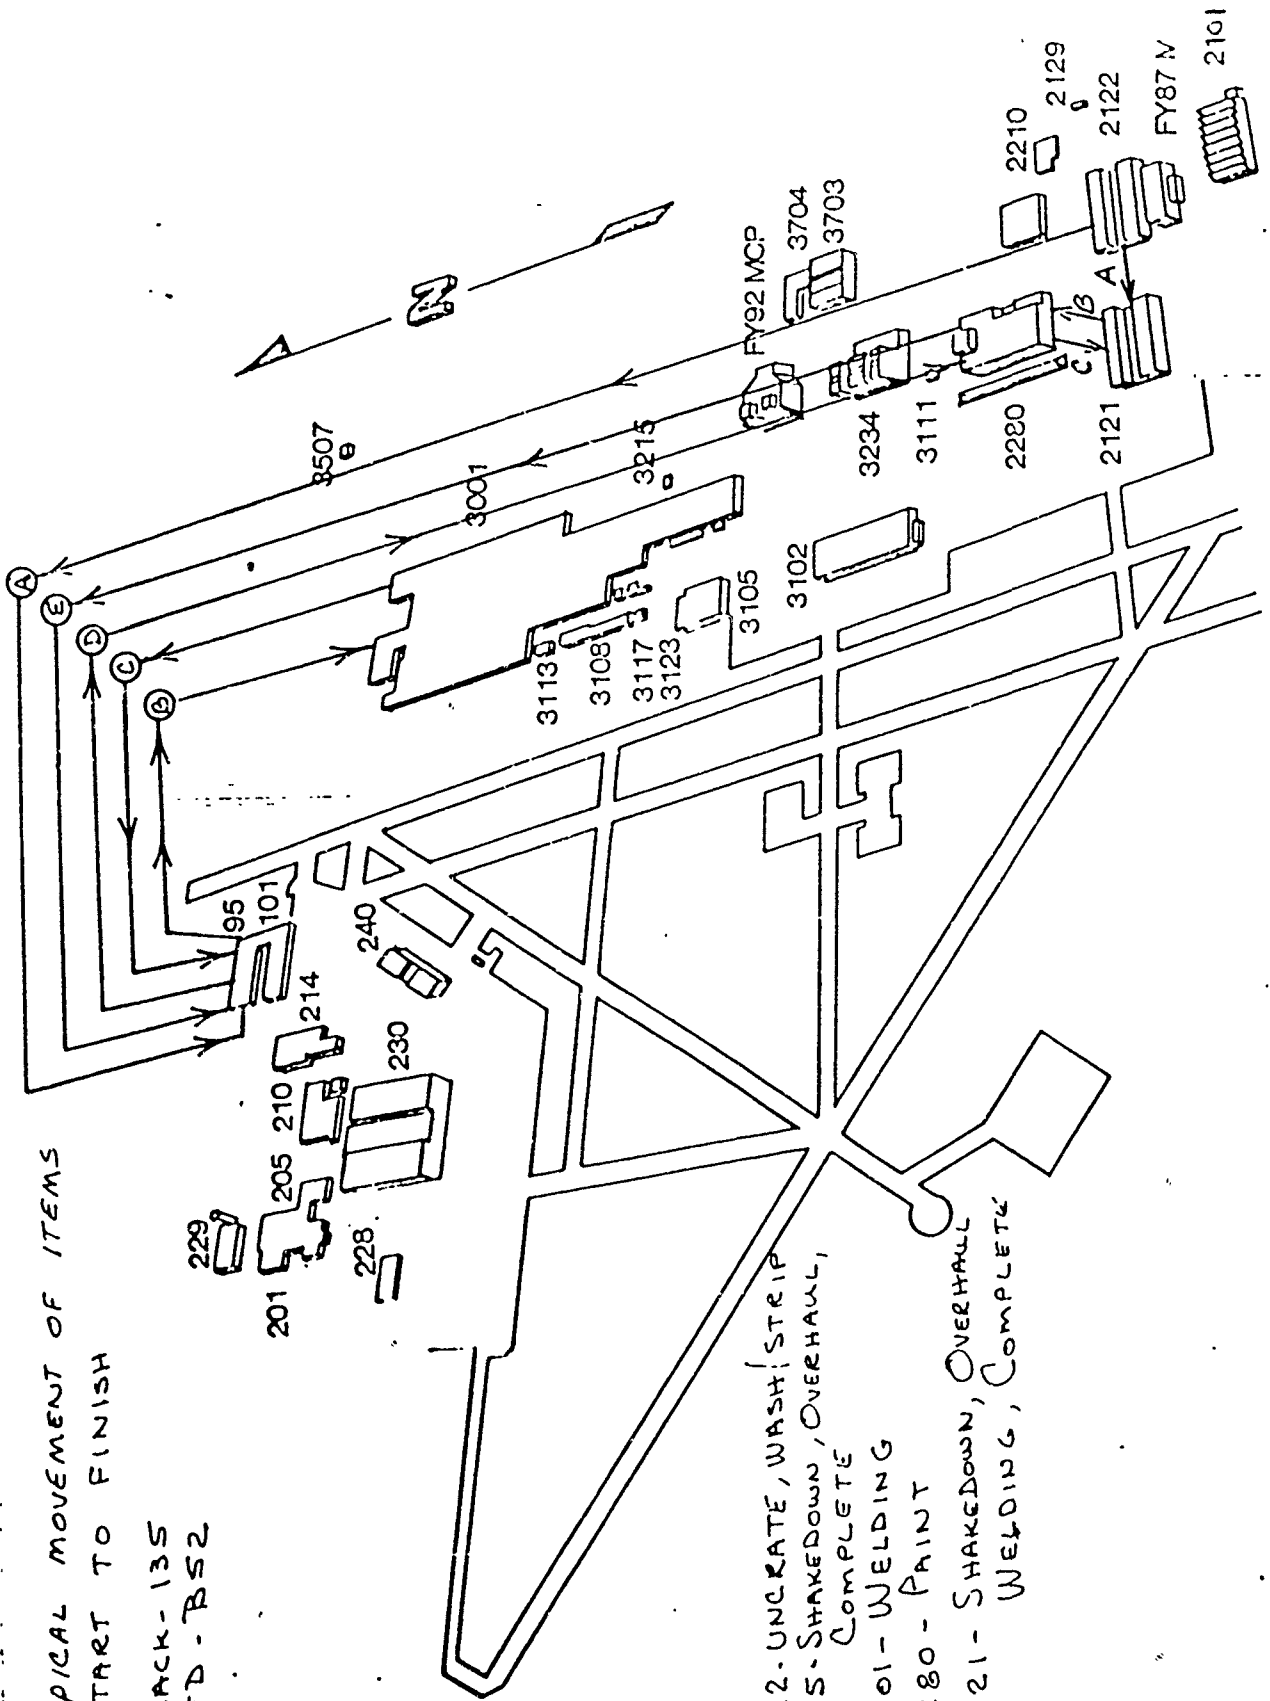 PICAL MOVEMENT OF ITEMS
TART TO FINISH
ACK-135
TD-B52
2-UNCRATE, WASH/STRIP
5-SHAKEDOWN, OVERHAUL,
COMPLETE
01-WELDING
80-PAINT
21-SHAKEDOWN, OVERHAUL
WELDING, COMPLETE
A
E
D
C
B
N
3507
3001
3215
FY92 MCP
3704
3703
2210
2129
2122
FY87 N
2101
95
101
240
214
230
210
205
229
201
228
3113
3108
3117
3123
3105
3102
3234
3111
2280
2121
A
B
C